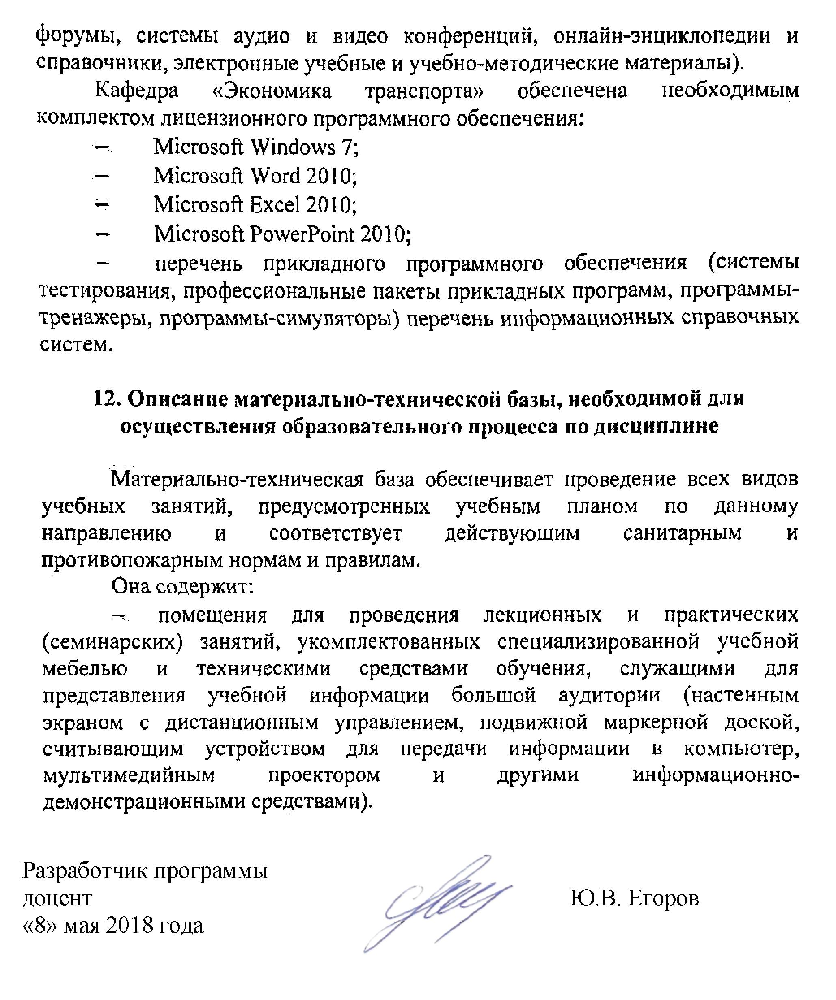 форумы, системы аудио и видео конференций, онлайн-энциклопедии и
справочники, электронные учебные и учебно-методические материалы).
Кафедра «Экономика транспорта» обеспечена необходимым
комплектом лицензионного программного обеспечения:
– Microsoft Windows 7;
– Microsoft Word 2010;
– Microsoft Excel 2010;
– Microsoft PowerPoint 2010;
– перечень прикладного программного обеспечения (системы
тестирования, профессиональные пакеты прикладных программ, программы-
тренажеры, программы-симуляторы) перечень информационных справочных
систем.
12. Описание материально-технической базы, необходимой для
осуществления образовательного процесса по дисциплине
Материально-техническая база обеспечивает проведение всех видов
учебных занятий, предусмотренных учебным планом по данному
направлению и соответствует действующим санитарным и
противопожарным нормам и правилам.
Она содержит:
– помещения для проведения лекционных и практических
(семинарских) занятий, укомплектованных специализированной учебной
мебелью и техническими средствами обучения, служащими для
представления учебной информации большой аудитории (настенным
экраном с дистанционным управлением, подвижной маркерной доской,
считывающим устройством для передачи информации в компьютер,
мультимедийным проектором и другими информационно-
демонстрационными средствами).
Разработчик программы
доцент Ю.В. Егоров
«8» мая 2018 года